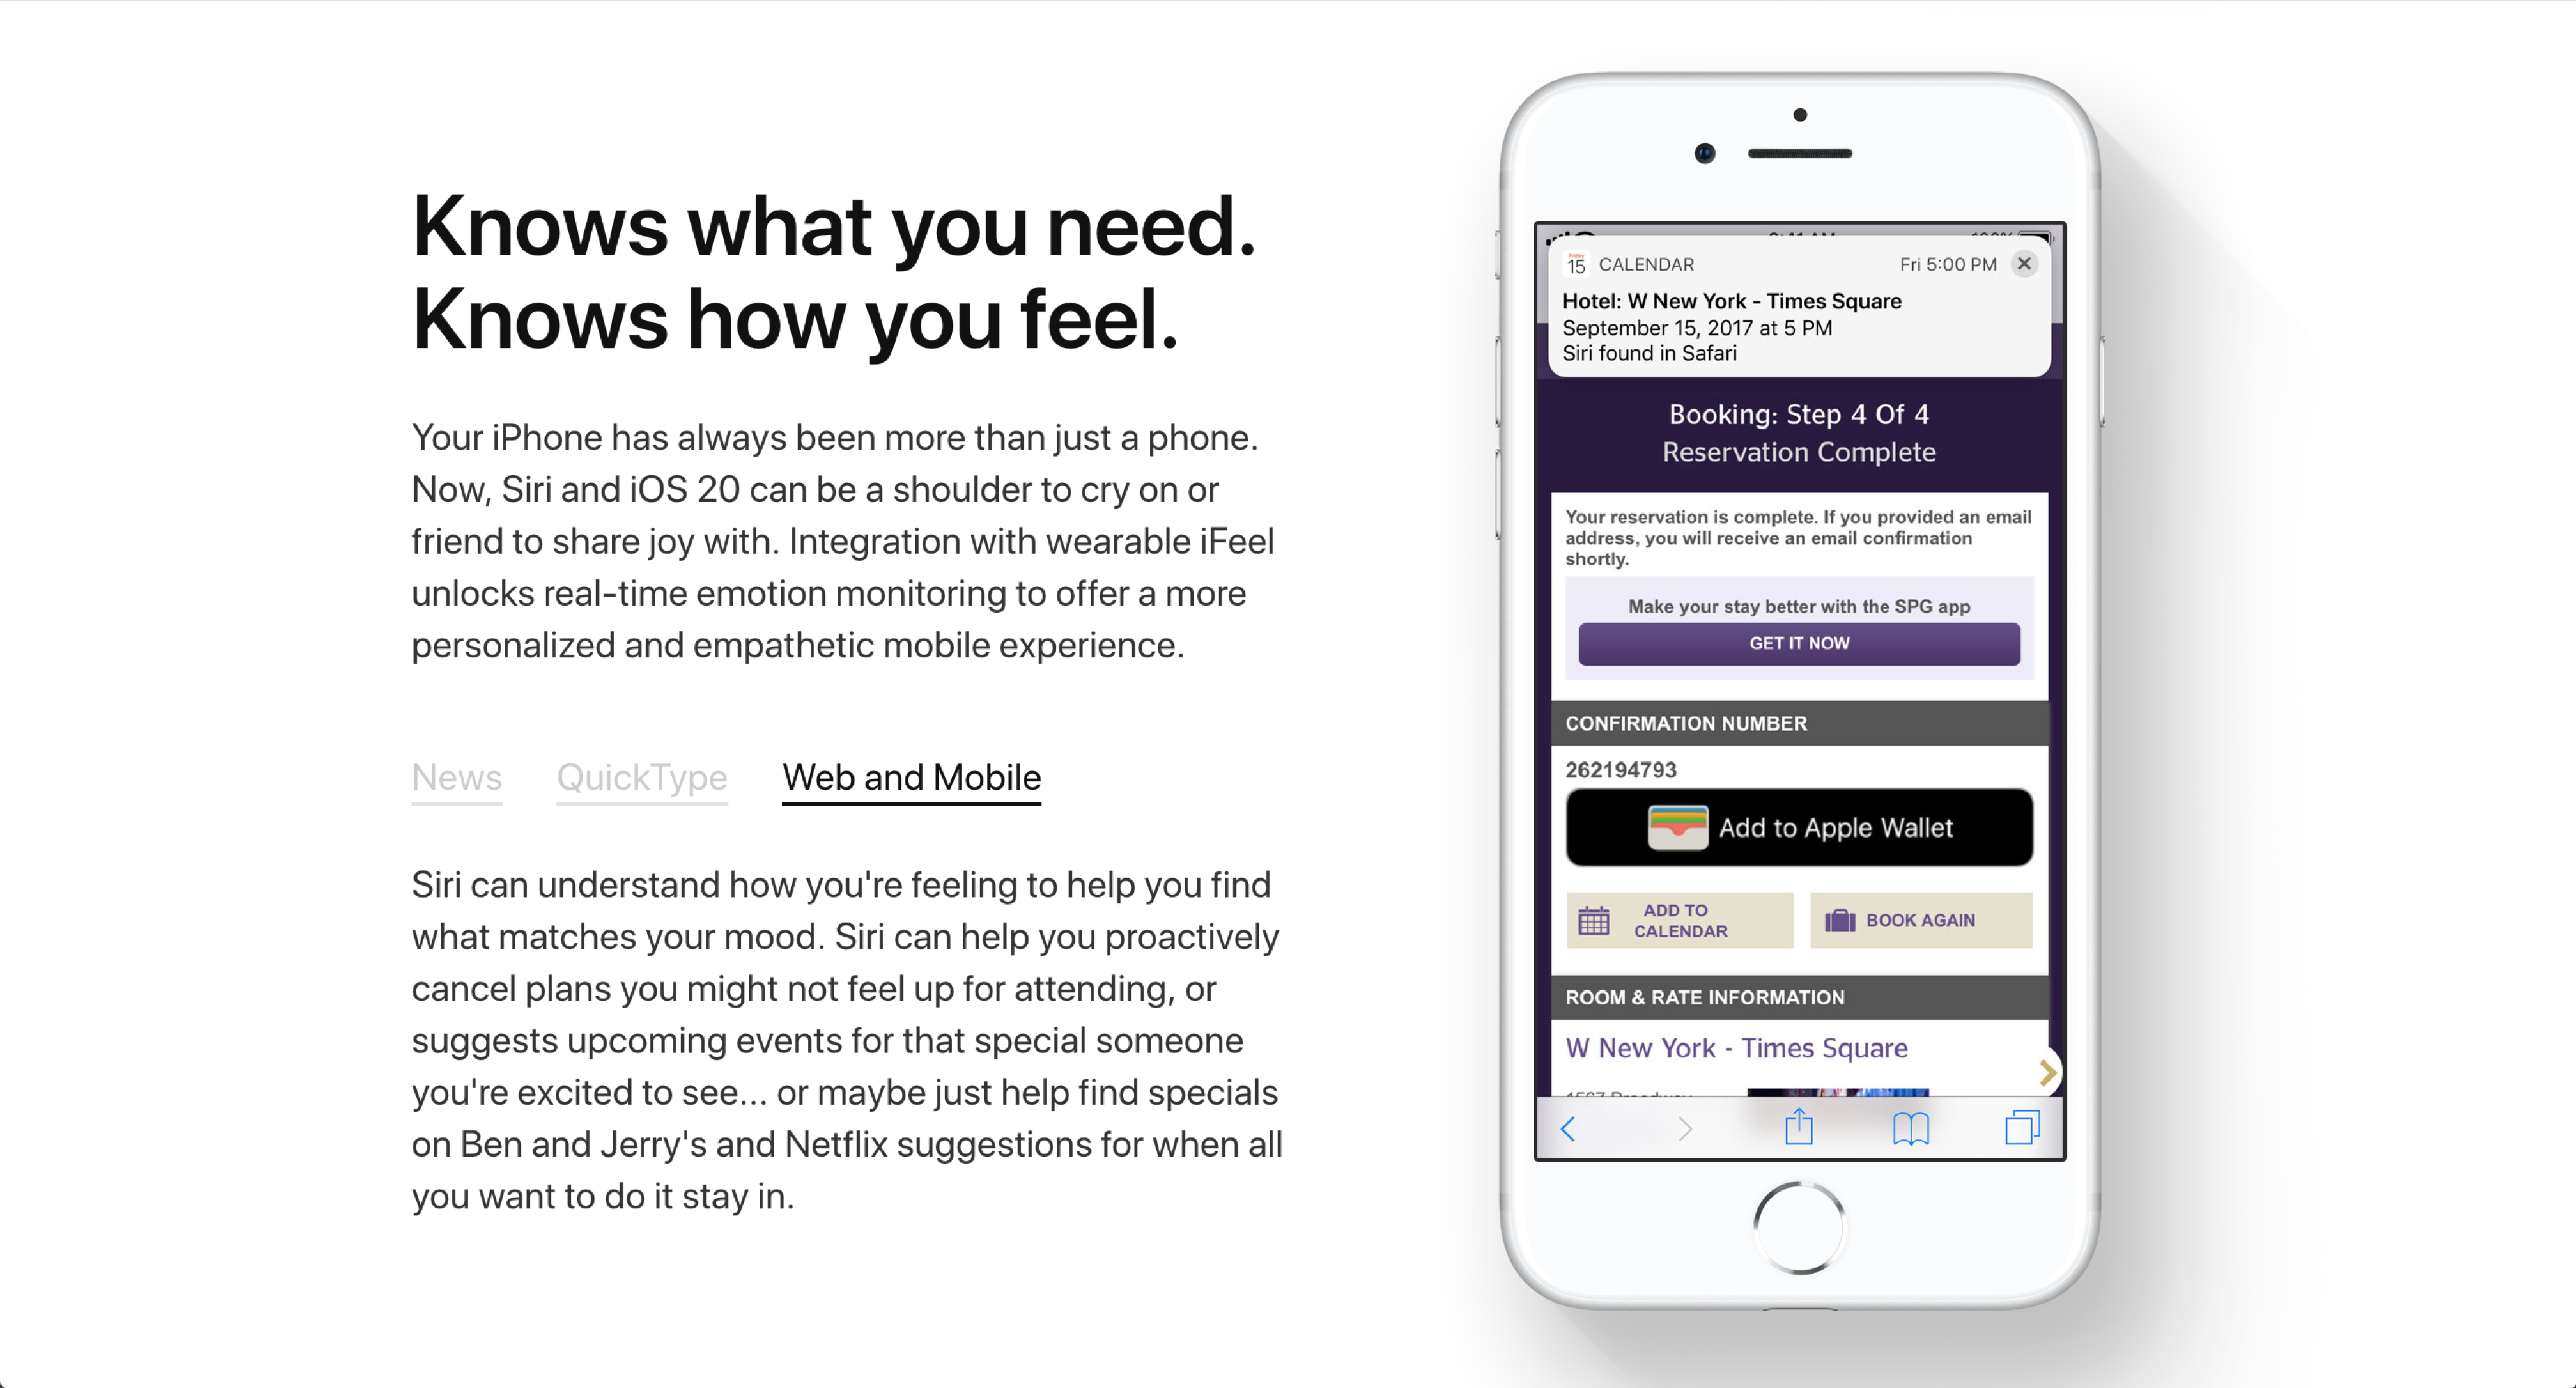 Knows what you need.
Knows how you feel.
Your iPhone has always been more than just a phone.
Now, Siri and iOS 20 can be a shoulder to cry on or
friend to share joy with. Integration with wearable iFeel
unlocks real-time emotion monitoring to offer a more
personalized and empathetic mobile experience.
News QuickType Web and Mobile
Siri can understand how you're feeling to help you find
what matches your mood. Siri can help you proactively
cancel plans you might not feel up for attending, or
suggests upcoming events for that special someone
you're excited to see... or maybe just help find specials
on Ben and Jerry's and Netflix suggestions for when all
you want to do it stay in.
15 CALENDAR Fri 5:00 PM
Hotel: W New York - Times Square
September 15, 2017 at 5 PM
Siri found in Safari
Booking: Step 4 Of 4
Reservation Complete
Your reservation is complete. If you provided an email
address, you will receive an email confirmation
shortly.
Make your stay better with the SPG app
GET IT NOW
CONFIRMATION NUMBER
262194793
Add to Apple Wallet
ADD TO
CALENDAR
BOOK AGAIN
ROOM & RATE INFORMATION
W New York - Times Square